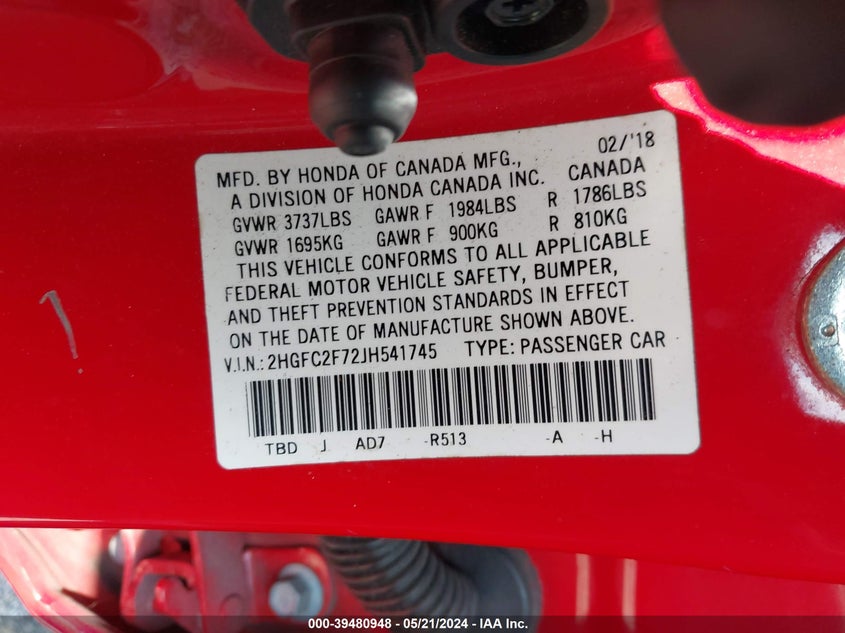 02/'18
MFD. BY HONDA OF CANADA MFG.,
A DIVISION OF HONDA CANADA INC. CANADA
GVWR 3737LBS GAWR F 1984LBS R 1786LBS
GVWR 1695KG GAWR F 900KG R 810KG
THIS VEHICLE CONFORMS TO ALL APPLICABLE
FEDERAL MOTOR VEHICLE SAFETY, BUMPER,
AND THEFT PREVENTION STANDARDS IN EFFECT
ON THE DATE OF MANUFACTURE SHOWN ABOVE.
V.I.N.: 2HGFC2F72JH541745 TYPE: PASSENGER CAR
TBD J AD7 -R513 -A -H
000-39480948 - 05/21/2024 - IAA Inc.